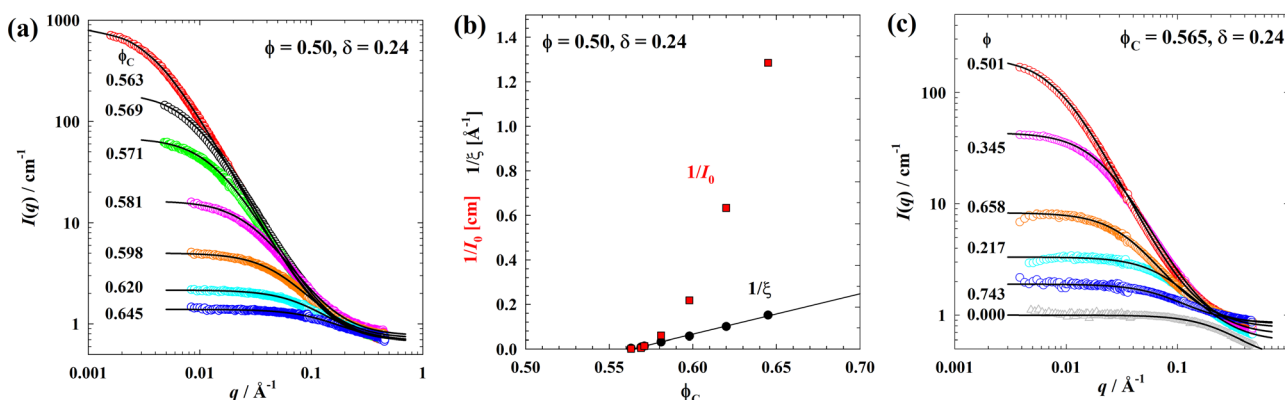 (a)
ϕ = 0.50, δ = 0.24
ϕC
0.563
0.569
0.571
0.581
0.598
0.620
0.645
I(q) / cm⁻¹
1000
100
10
1
0.001
0.01
0.1
1
q / Å⁻¹
(b)
ϕ = 0.50, δ = 0.24
1/I₀ [cm] 1/ξ [Å⁻¹]
1.4
1.2
1.0
0.8
0.6
0.4
0.2
0.0
1/I₀
1/ξ
0.50
0.55
0.60
0.65
0.70
ϕC
(c)
ϕC = 0.565, δ = 0.24
ϕ
0.501
0.345
0.658
0.217
0.743
0.000
I(q) / cm⁻¹
100
10
1
0.001
0.01
0.1
q / Å⁻¹